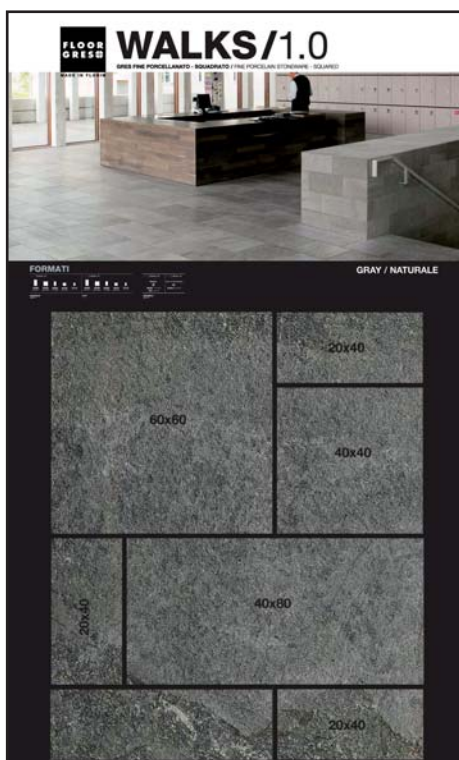 FLOOR
GRES
WALKS/1.0
MADE IN FLORIM
GRES FINE PORCELLANATO - SQUADRATO / FINE PORCELAIN STONEWARE - SQUARED
FORMATI
GRAY / NATURALE
60x60
20x40
40x40
20x40
40x80
20x40